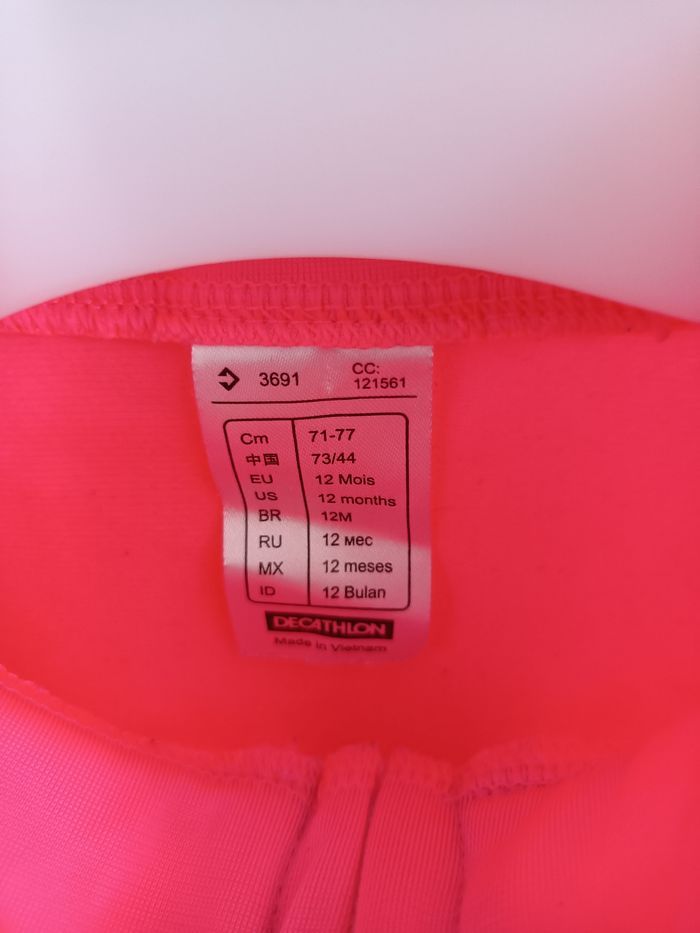 3691 CC: 121561
Cm 71-77
中国 73/44
EU 12 Mois
US 12 months
BR 12M
RU 12 мес
MX 12 meses
ID 12 Bulan
DECATHLON
Made in Vietnam